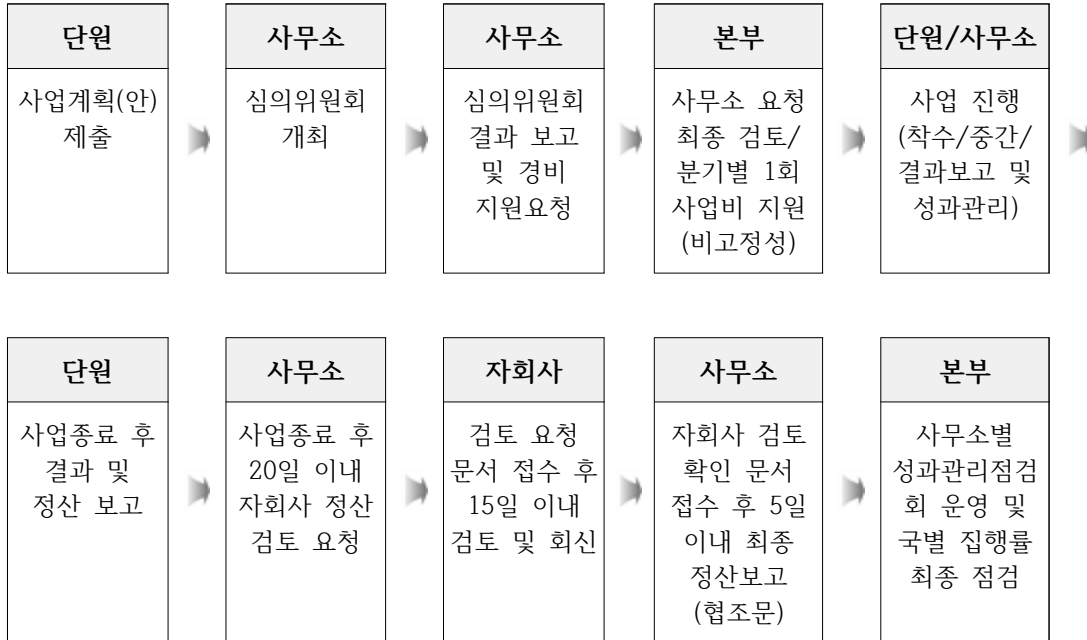 단원
사업계획(안)
제출
사무소
심의위원회
개최
사무소
심의위원회
결과 보고
및 경비
지원요청
본부
사무소 요청
최종 검토/
분기별 1회
사업비 지원
(비고정성)
단원/사무소
사업 진행
(착수/중간/
결과보고 및
성과관리)
단원
사업종료 후
결과 및
정산 보고
사무소
사업종료 후
20일 이내
자회사 정산
검토 요청
자회사
검토 요청
문서 접수 후
15일 이내
검토 및 회신
사무소
자회사 검토
확인 문서
접수 후 5일
이내 최종
정산보고
(협조문)
본부
사무소별
성과관리점검
회 운영 및
국별 집행률
최종 점검